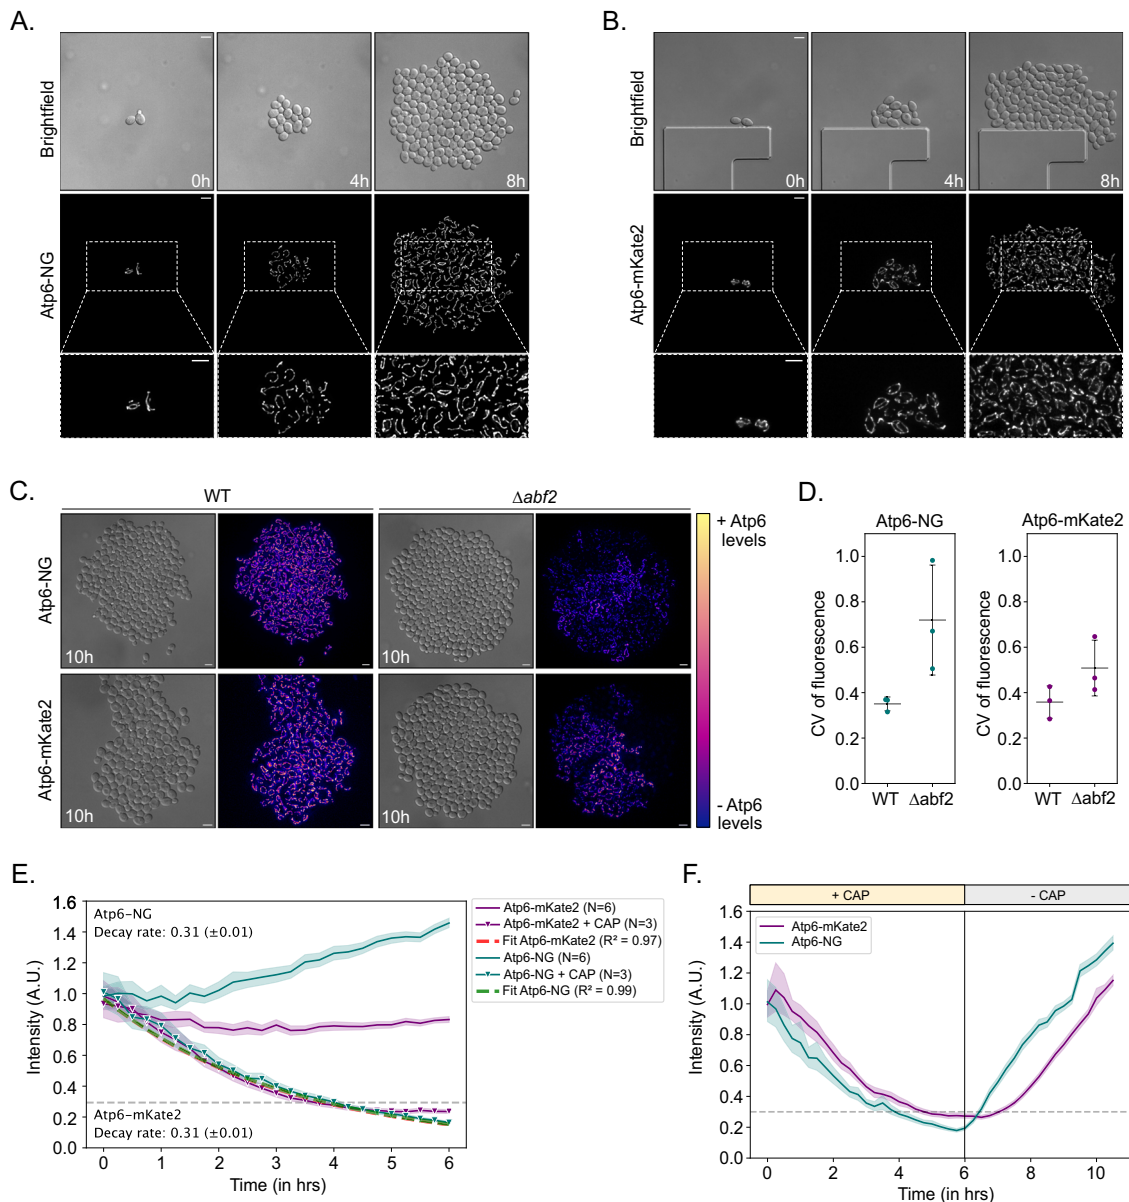 A.
Brightfield
0h
4h
8h
Atp6-NG
B.
Brightfield
0h
4h
8h
Atp6-mKate2
C.
WT
Δabf2
Atp6-NG
10h
Atp6-mKate2
10h
+ Atp6
levels
- Atp6
levels
D.
Atp6-NG
CV of fluorescence
1.0
0.8
0.6
0.4
0.2
0.0
WT
Δabf2
Atp6-mKate2
CV of fluorescence
1.0
0.8
0.6
0.4
0.2
0.0
WT
Δabf2
E.
Intensity (A.U.)
1.6
1.4
1.2
1.0
0.8
0.6
0.4
0.2
0.0
Atp6-NG
Decay rate: 0.31 (±0.01)
Atp6-mKate2
Decay rate: 0.31 (±0.01)
0 1 2 3 4 5 6
Time (in hrs)
Atp6-mKate2 (N=6)
Atp6-mKate2 + CAP (N=3)
Fit Atp6-mKate2 (R² = 0.97)
Atp6-NG (N=6)
Atp6-NG + CAP (N=3)
Fit Atp6-NG (R² = 0.99)
F.
+ CAP
- CAP
Intensity (A.U.)
1.6
1.4
1.2
1.0
0.8
0.6
0.4
0.2
0.0
Atp6-mKate2
Atp6-NG
0 2 4 6 8 10
Time (in hrs)